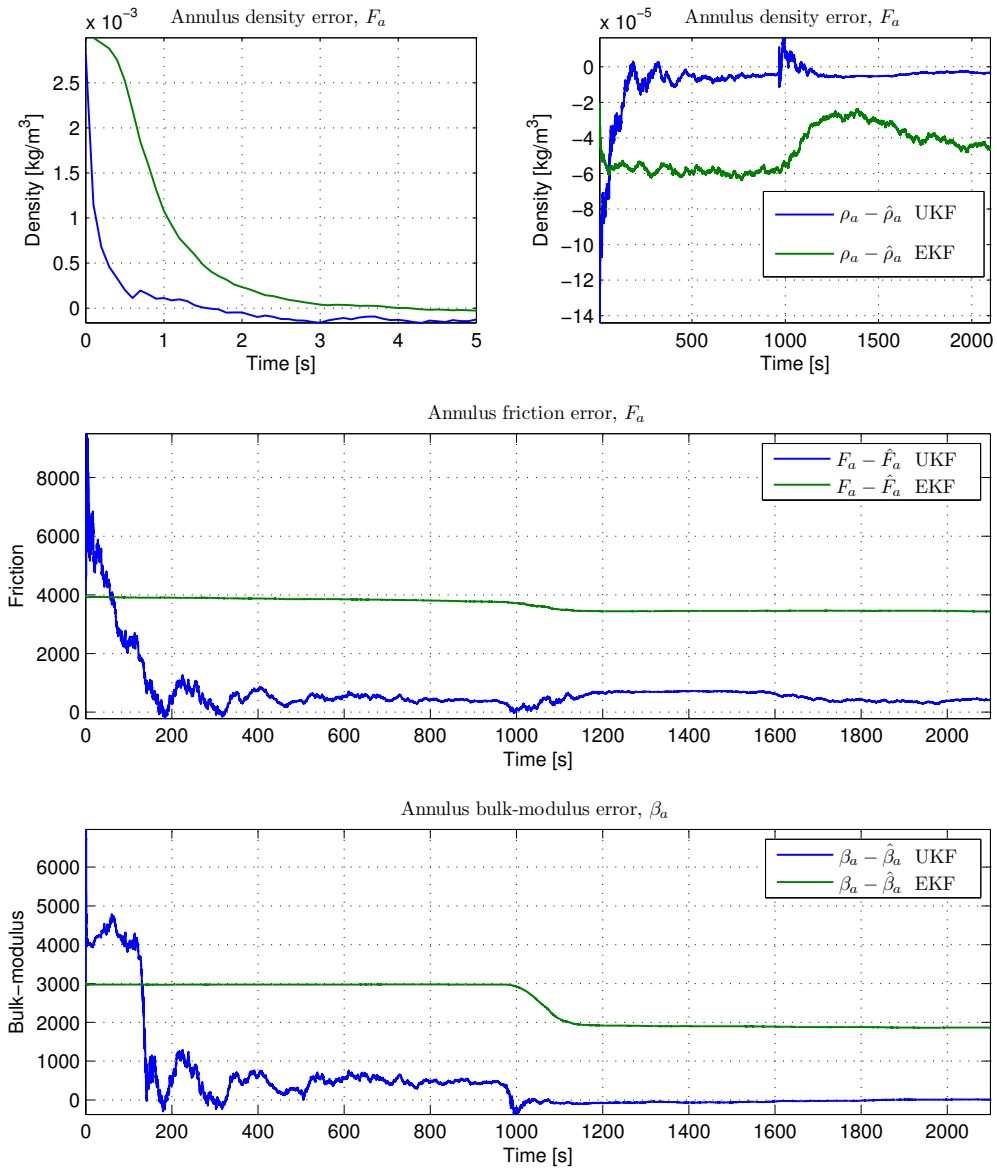 Annulus density error, F_a
x 10^−3
Density [kg/m³]
2.5
2
1.5
1
0.5
0
0 1 2 3 4 5
Time [s]
Annulus density error, F_a
x 10^−5
Density [kg/m³]
0
−2
−4
−6
−8
−10
−12
−14
ρ_a − ρ̂_a UKF
ρ_a − ρ̂_a EKF
500 1000 1500 2000
Time [s]
Annulus friction error, F_a
Friction
8000
6000
4000
2000
0
F_a − F̂_a UKF
F_a − F̂_a EKF
0 200 400 600 800 1000 1200 1400 1600 1800 2000
Time [s]
Annulus bulk-modulus error, β_a
Bulk−modulus
6000
5000
4000
3000
2000
1000
0
β_a − β̂_a UKF
β_a − β̂_a EKF
0 200 400 600 800 1000 1200 1400 1600 1800 2000
Time [s]